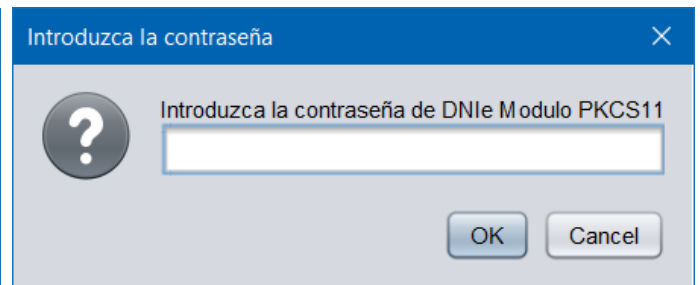 Introduzca la contraseña
Introduzca la contraseña de DNIe Modulo PKCS11
OK
Cancel